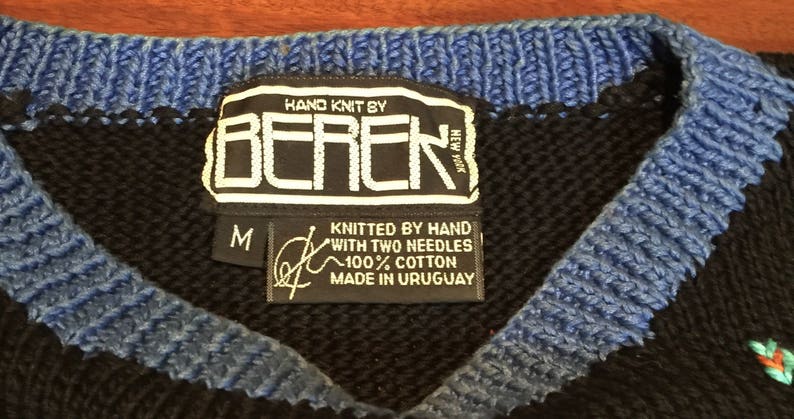 HAND KNIT BY
BEREK
NEW YORK
M
KNITTED BY HAND
WITH TWO NEEDLES
100% COTTON
MADE IN URUGUAY